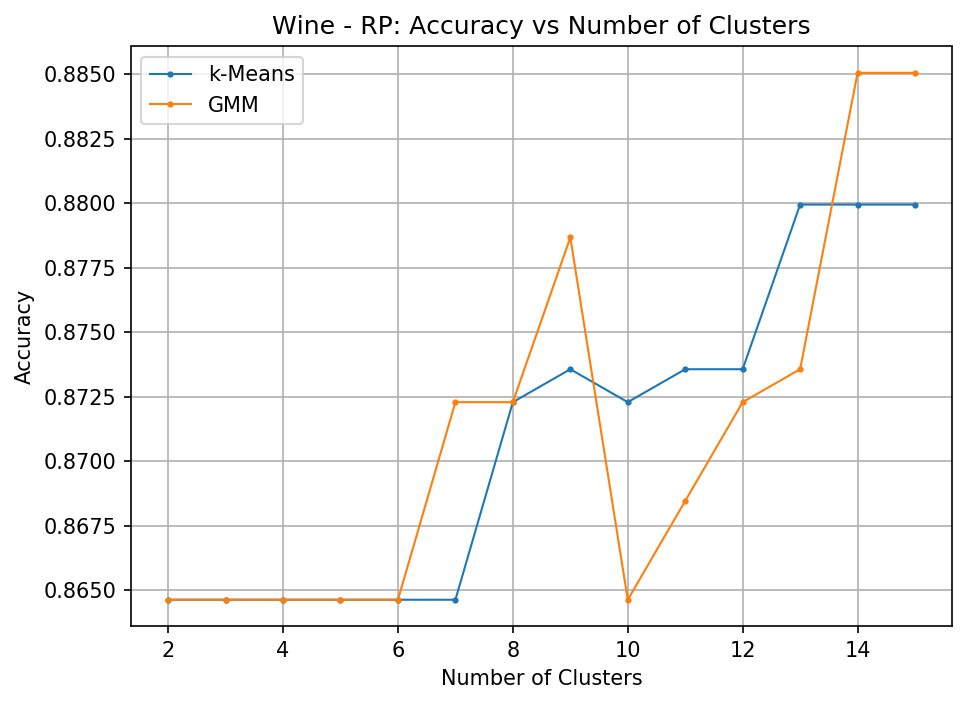 Wine - RP: Accuracy vs Number of Clusters
k-Means
GMM
0.8850
0.8825
0.8800
0.8775
0.8750
0.8725
0.8700
0.8675
0.8650
Accuracy
2 4 6 8 10 12 14
Number of Clusters